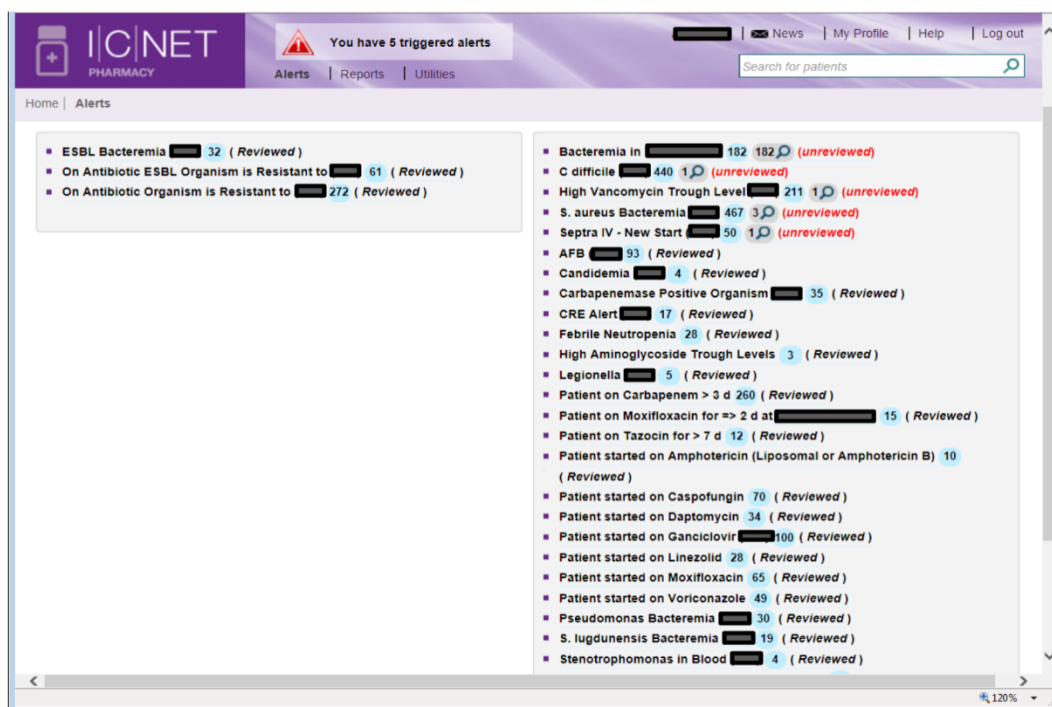 I|C|NET
PHARMACY
You have 5 triggered alerts
Alerts | Reports | Utilities
| News | My Profile | Help | Log out
Search for patients
Home | Alerts
ESBL Bacteremia 32 ( Reviewed )
On Antibiotic ESBL Organism is Resistant to 61 ( Reviewed )
On Antibiotic Organism is Resistant to 272 ( Reviewed )
Bacteremia in 182 182 (unreviewed)
C difficile 440 1 (unreviewed)
High Vancomycin Trough Level 211 1 (unreviewed)
S. aureus Bacteremia 467 3 (unreviewed)
Septra IV - New Start ( 50 1 (unreviewed)
AFB ( 93 ( Reviewed )
Candidemia 4 ( Reviewed )
Carbapenemase Positive Organism 35 ( Reviewed )
CRE Alert 17 ( Reviewed )
Febrile Neutropenia 28 ( Reviewed )
High Aminoglycoside Trough Levels 3 ( Reviewed )
Legionella 5 ( Reviewed )
Patient on Carbapenem > 3 d 260 ( Reviewed )
Patient on Moxifloxacin for => 2 d at 15 ( Reviewed )
Patient on Tazocin for > 7 d 12 ( Reviewed )
Patient started on Amphotericin (Liposomal or Amphotericin B) 10
( Reviewed )
Patient started on Caspofungin 70 ( Reviewed )
Patient started on Daptomycin 34 ( Reviewed )
Patient started on Ganciclovir 100 ( Reviewed )
Patient started on Linezolid 28 ( Reviewed )
Patient started on Moxifloxacin 65 ( Reviewed )
Patient started on Voriconazole 49 ( Reviewed )
Pseudomonas Bacteremia 30 ( Reviewed )
S. lugdunensis Bacteremia 19 ( Reviewed )
Stenotrophomonas in Blood 4 ( Reviewed )
120%